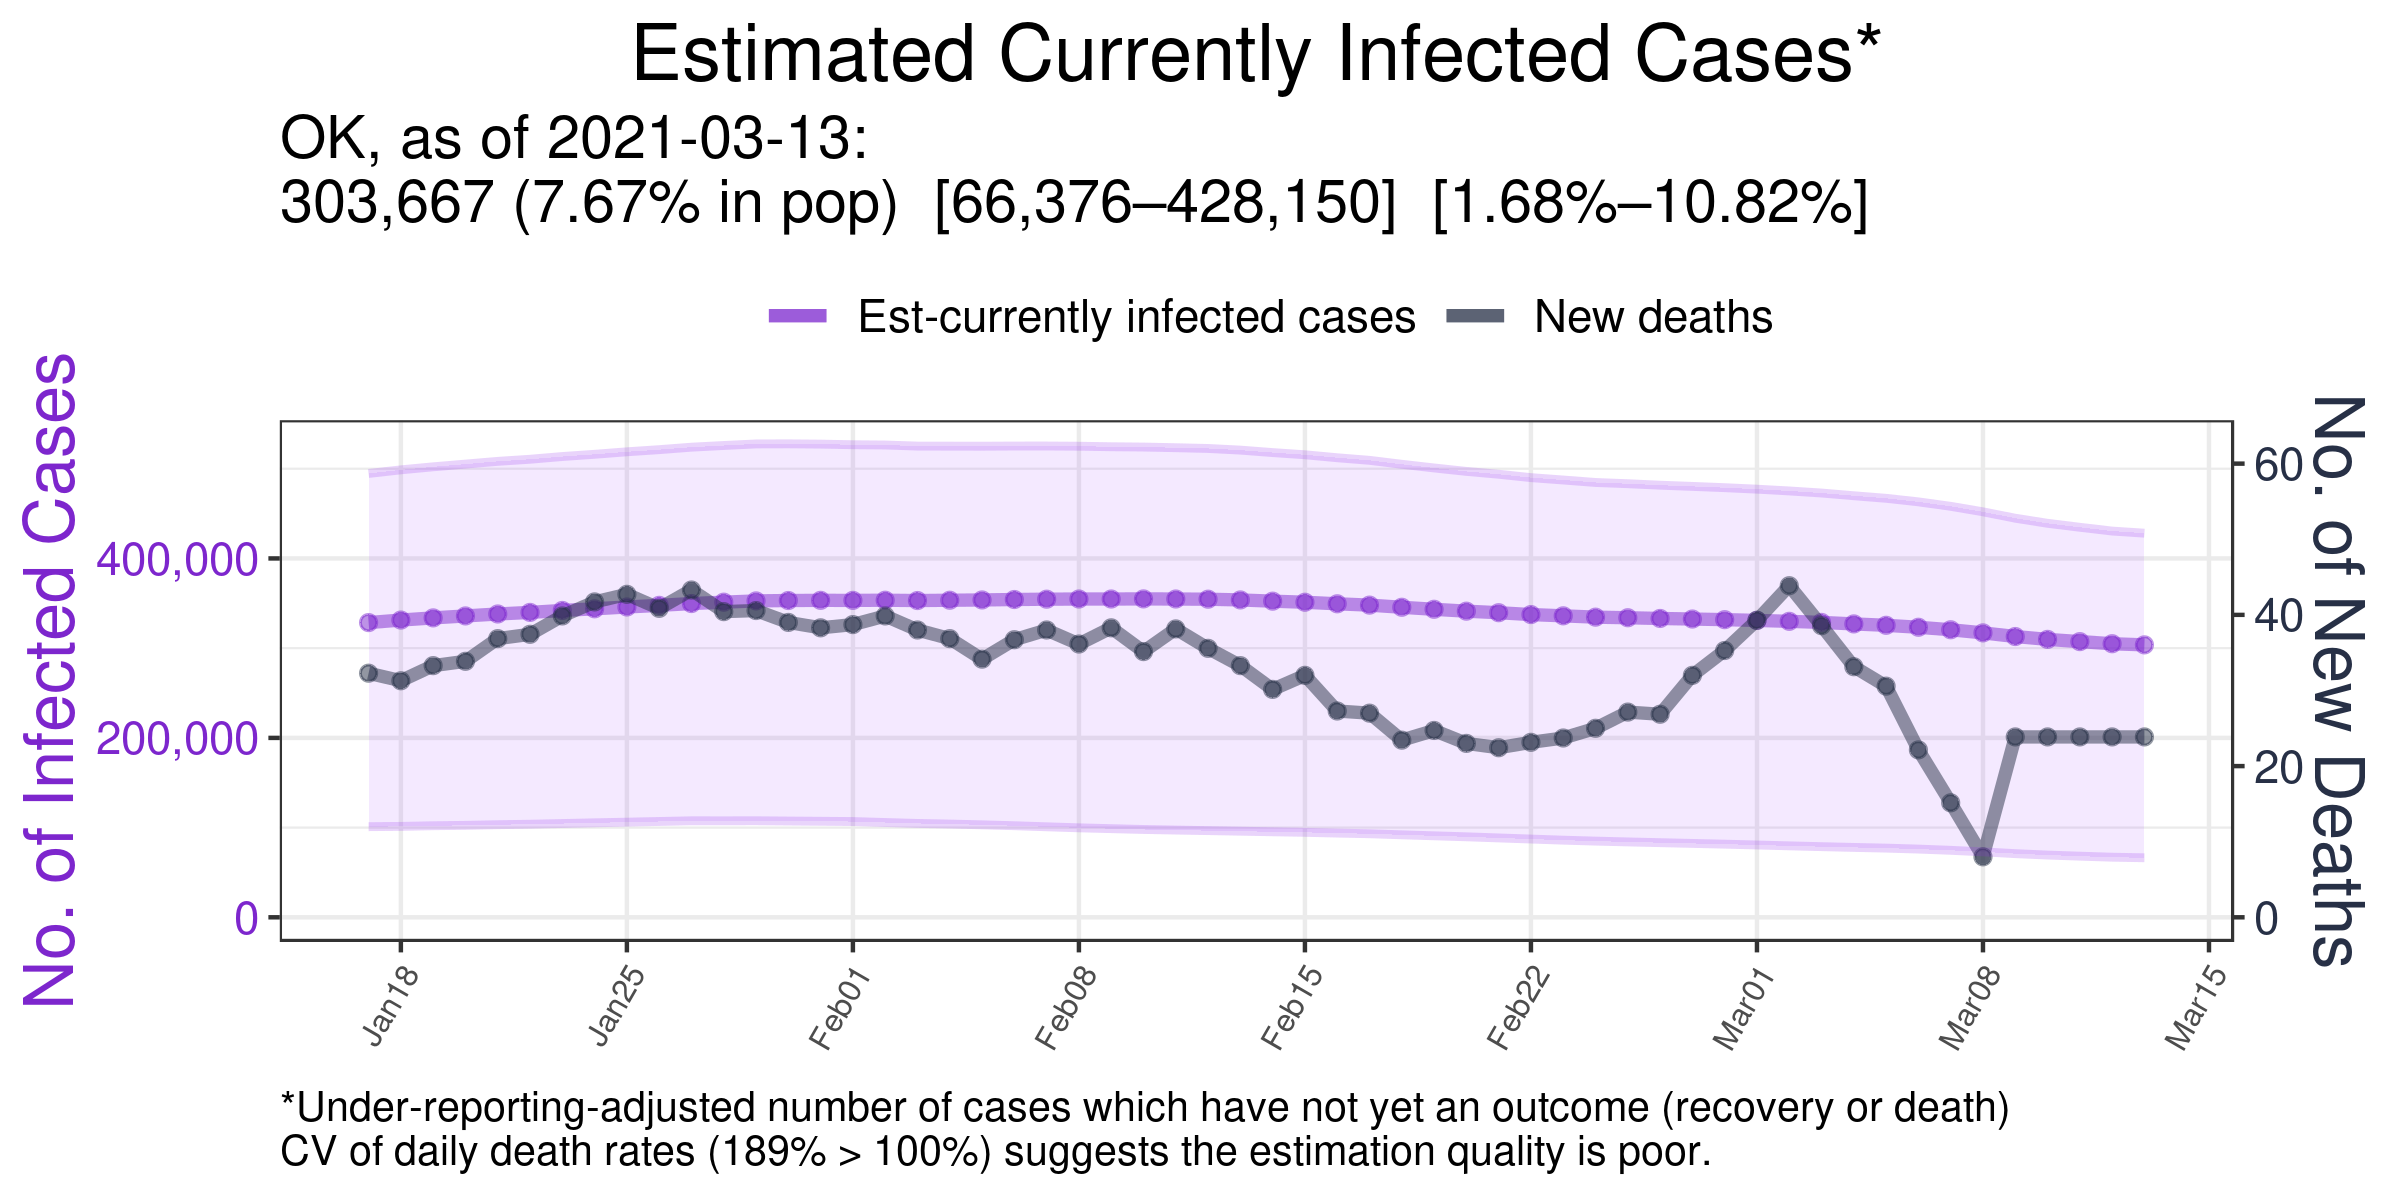 Estimated Currently Infected Cases*
OK, as of 2021-03-13:
303,667 (7.67% in pop)  [66,376–428,150]  [1.68%–10.82%]
Est-currently infected cases
New deaths
No. of Infected Cases
400,000
200,000
0
60
40
20
0
No. of New Deaths
Jan18
Jan25
Feb01
Feb08
Feb15
Feb22
Mar01
Mar08
Mar15
*Under-reporting-adjusted number of cases which have not yet an outcome (recovery or death)
CV of daily death rates (189% > 100%) suggests the estimation quality is poor.